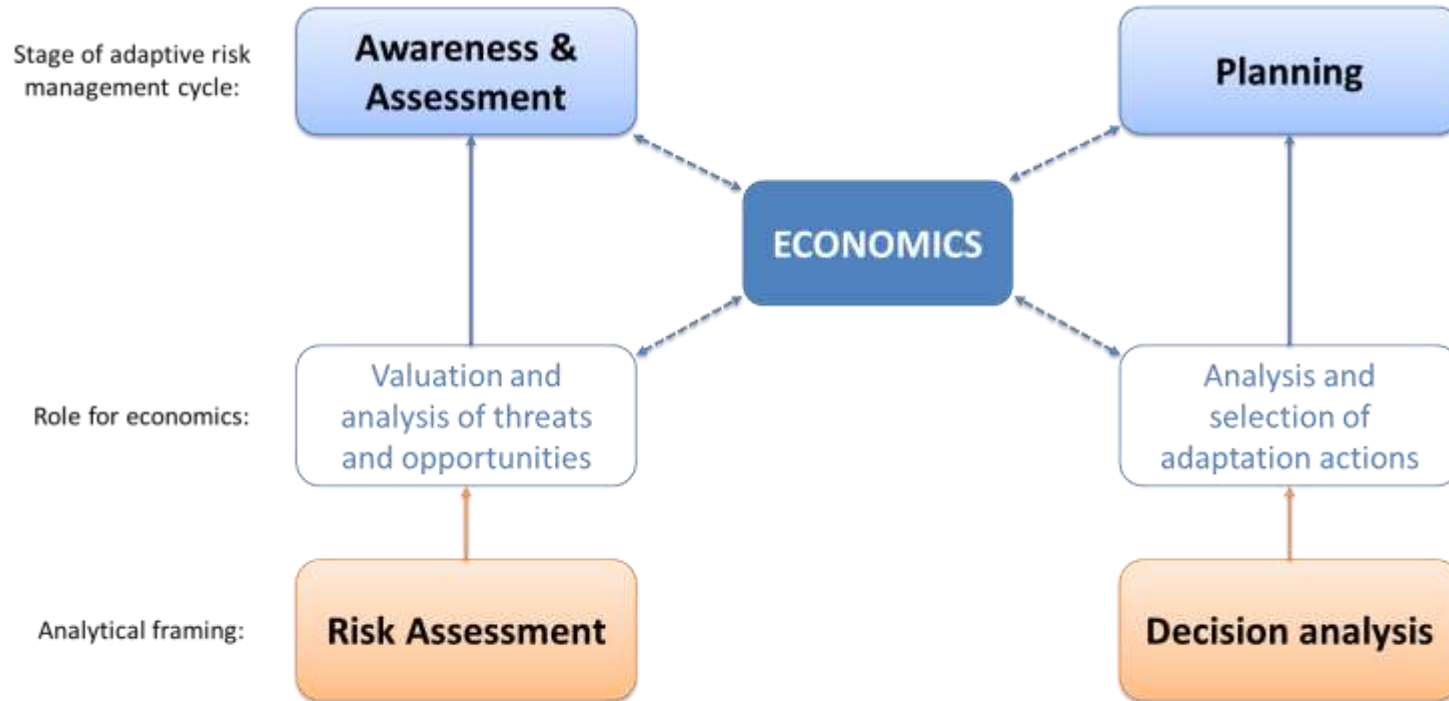 Stage of adaptive risk
management cycle:
Awareness &
Assessment
Planning
ECONOMICS
Role for economics:
Valuation and
analysis of threats
and opportunities
Analysis and
selection of
adaptation actions
Analytical framing:
Risk Assessment
Decision analysis